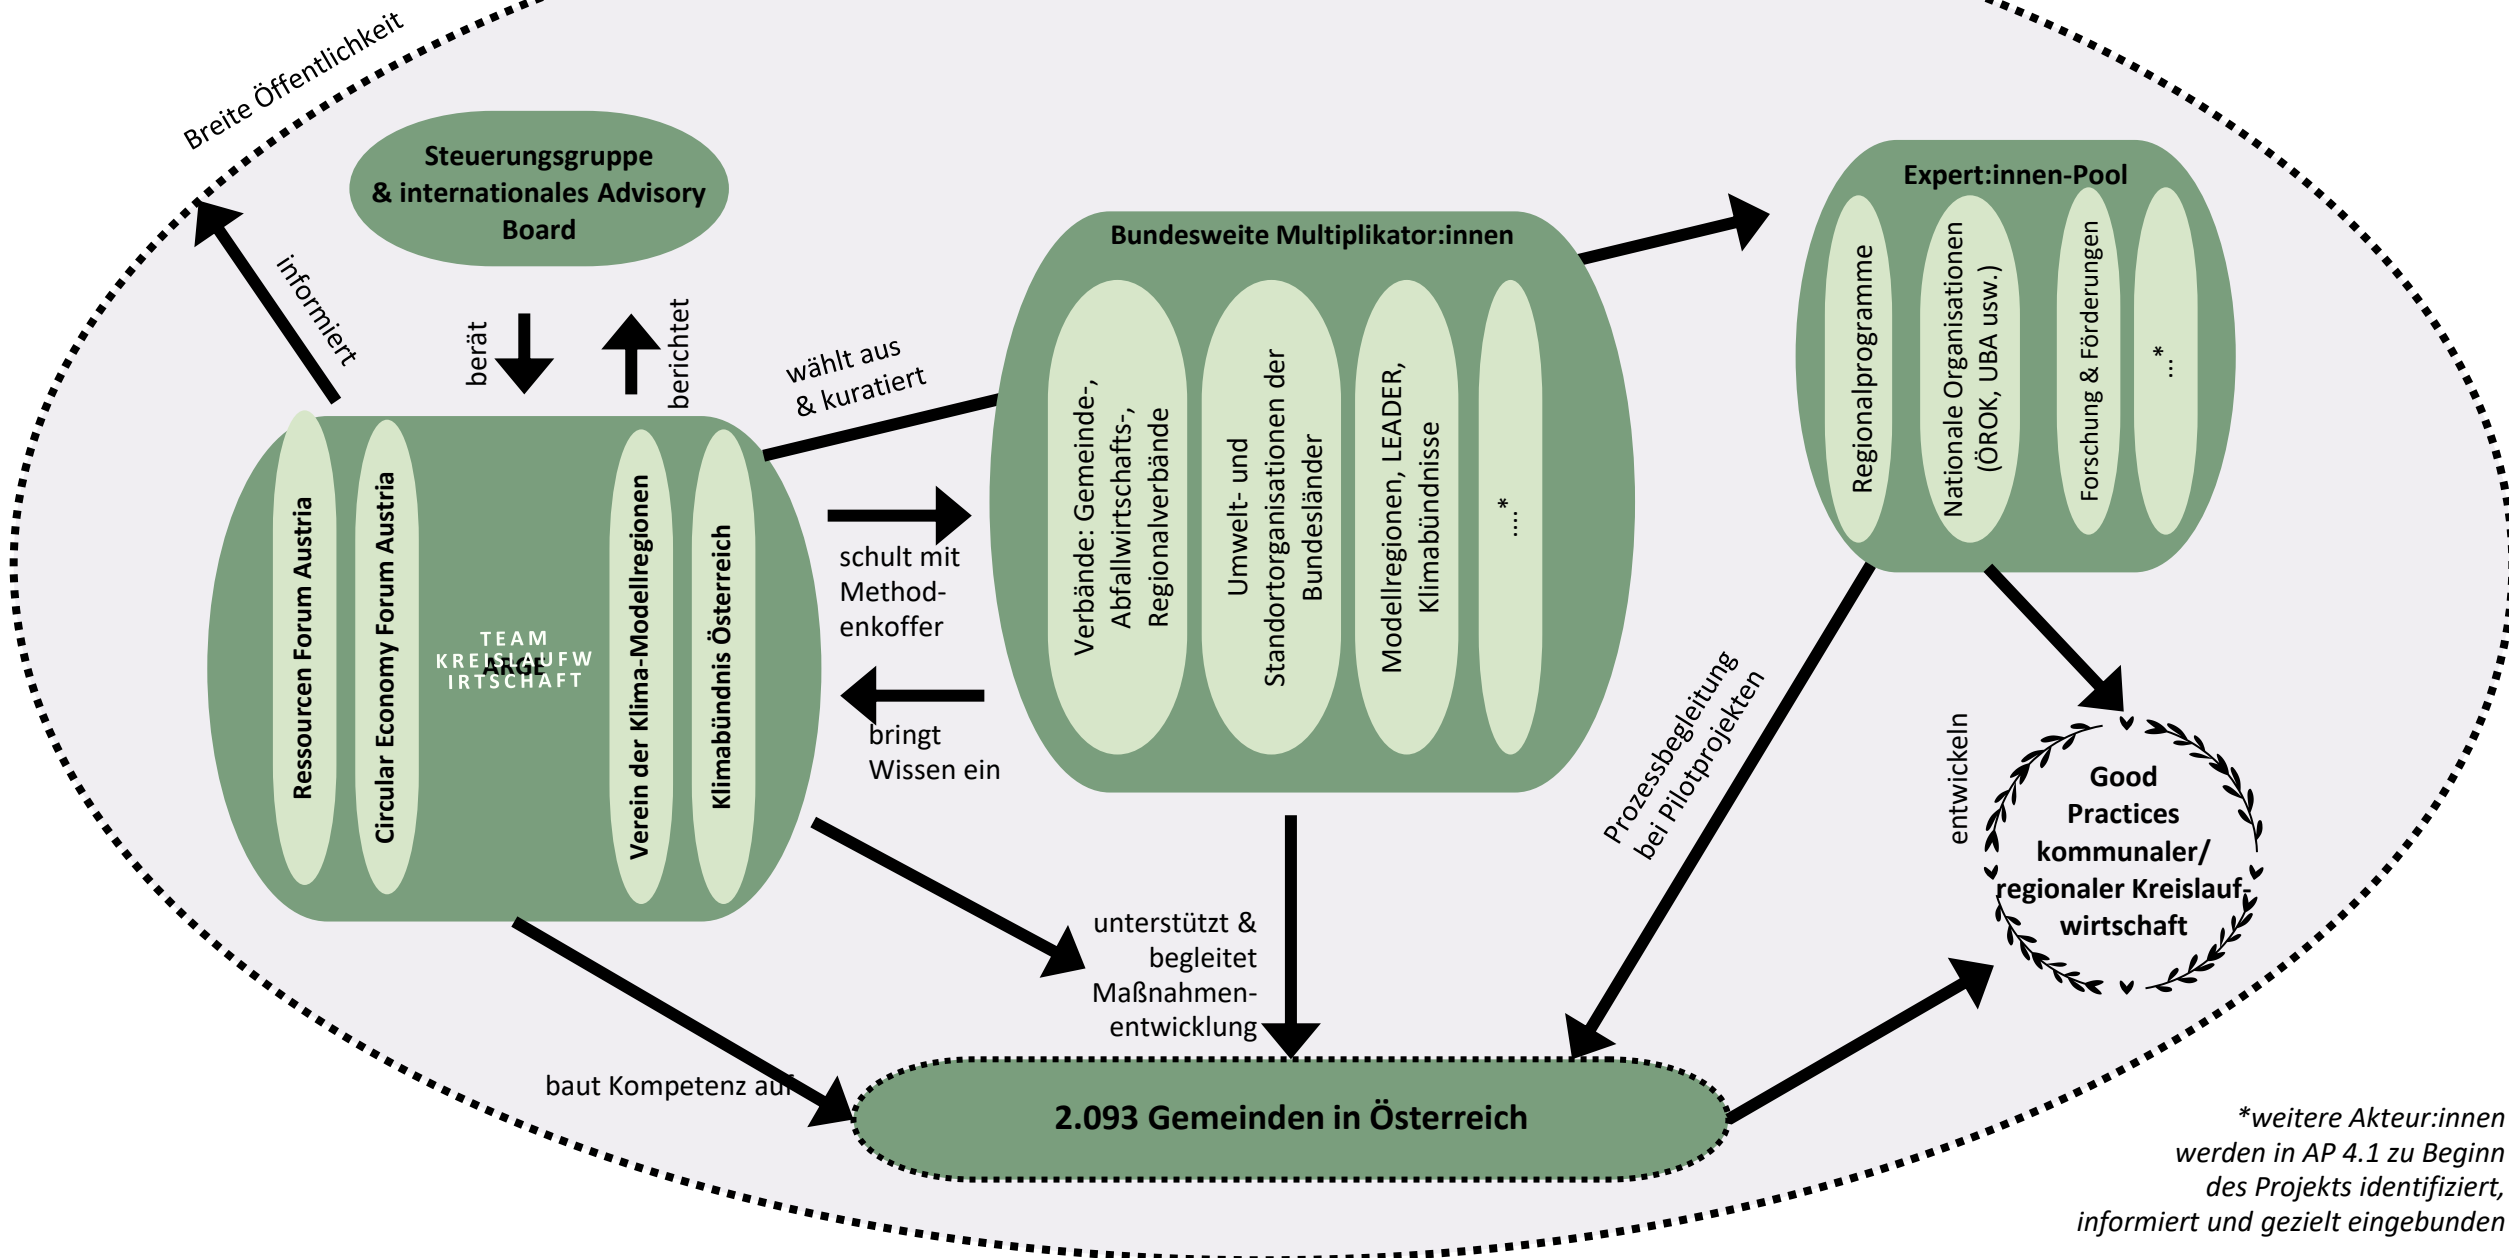 Breite Öffentlichkeit
informiert
Steuerungsgruppe
& internationales Advisory
Board
berät
berichtet
wählt aus
& kuratiert
Ressourcen Forum Austria
Circular Economy Forum Austria
TEAM
KREISLAUFW
ARGE
IRTSCHAFT
Verein der Klima-Modellregionen
Klimabündnis Österreich
schult mit
Method-
enkoffer
bringt
Wissen ein
Bundesweite Multiplikator:innen
Verbände: Gemeinde-,
Abfallwirtschafts-,
Regionalverbände
Umwelt- und
Standortorganisationen der
Bundesländer
Modellregionen, LEADER,
Klimabündnisse
....*
Expert:innen-Pool
Regionalprogramme
Nationale Organisationen
(ÖROK, UBA usw.)
Forschung & Förderungen
...*
Prozessbegleitung
bei Pilotprojekten
entwickeln
Good
Practices
kommunaler/
regionaler Kreislauf-
wirtschaft
unterstützt &
begleitet
Maßnahmen-
entwicklung
baut Kompetenz auf
2.093 Gemeinden in Österreich
*weitere Akteur:innen
werden in AP 4.1 zu Beginn
des Projekts identifiziert,
informiert und gezielt eingebunden